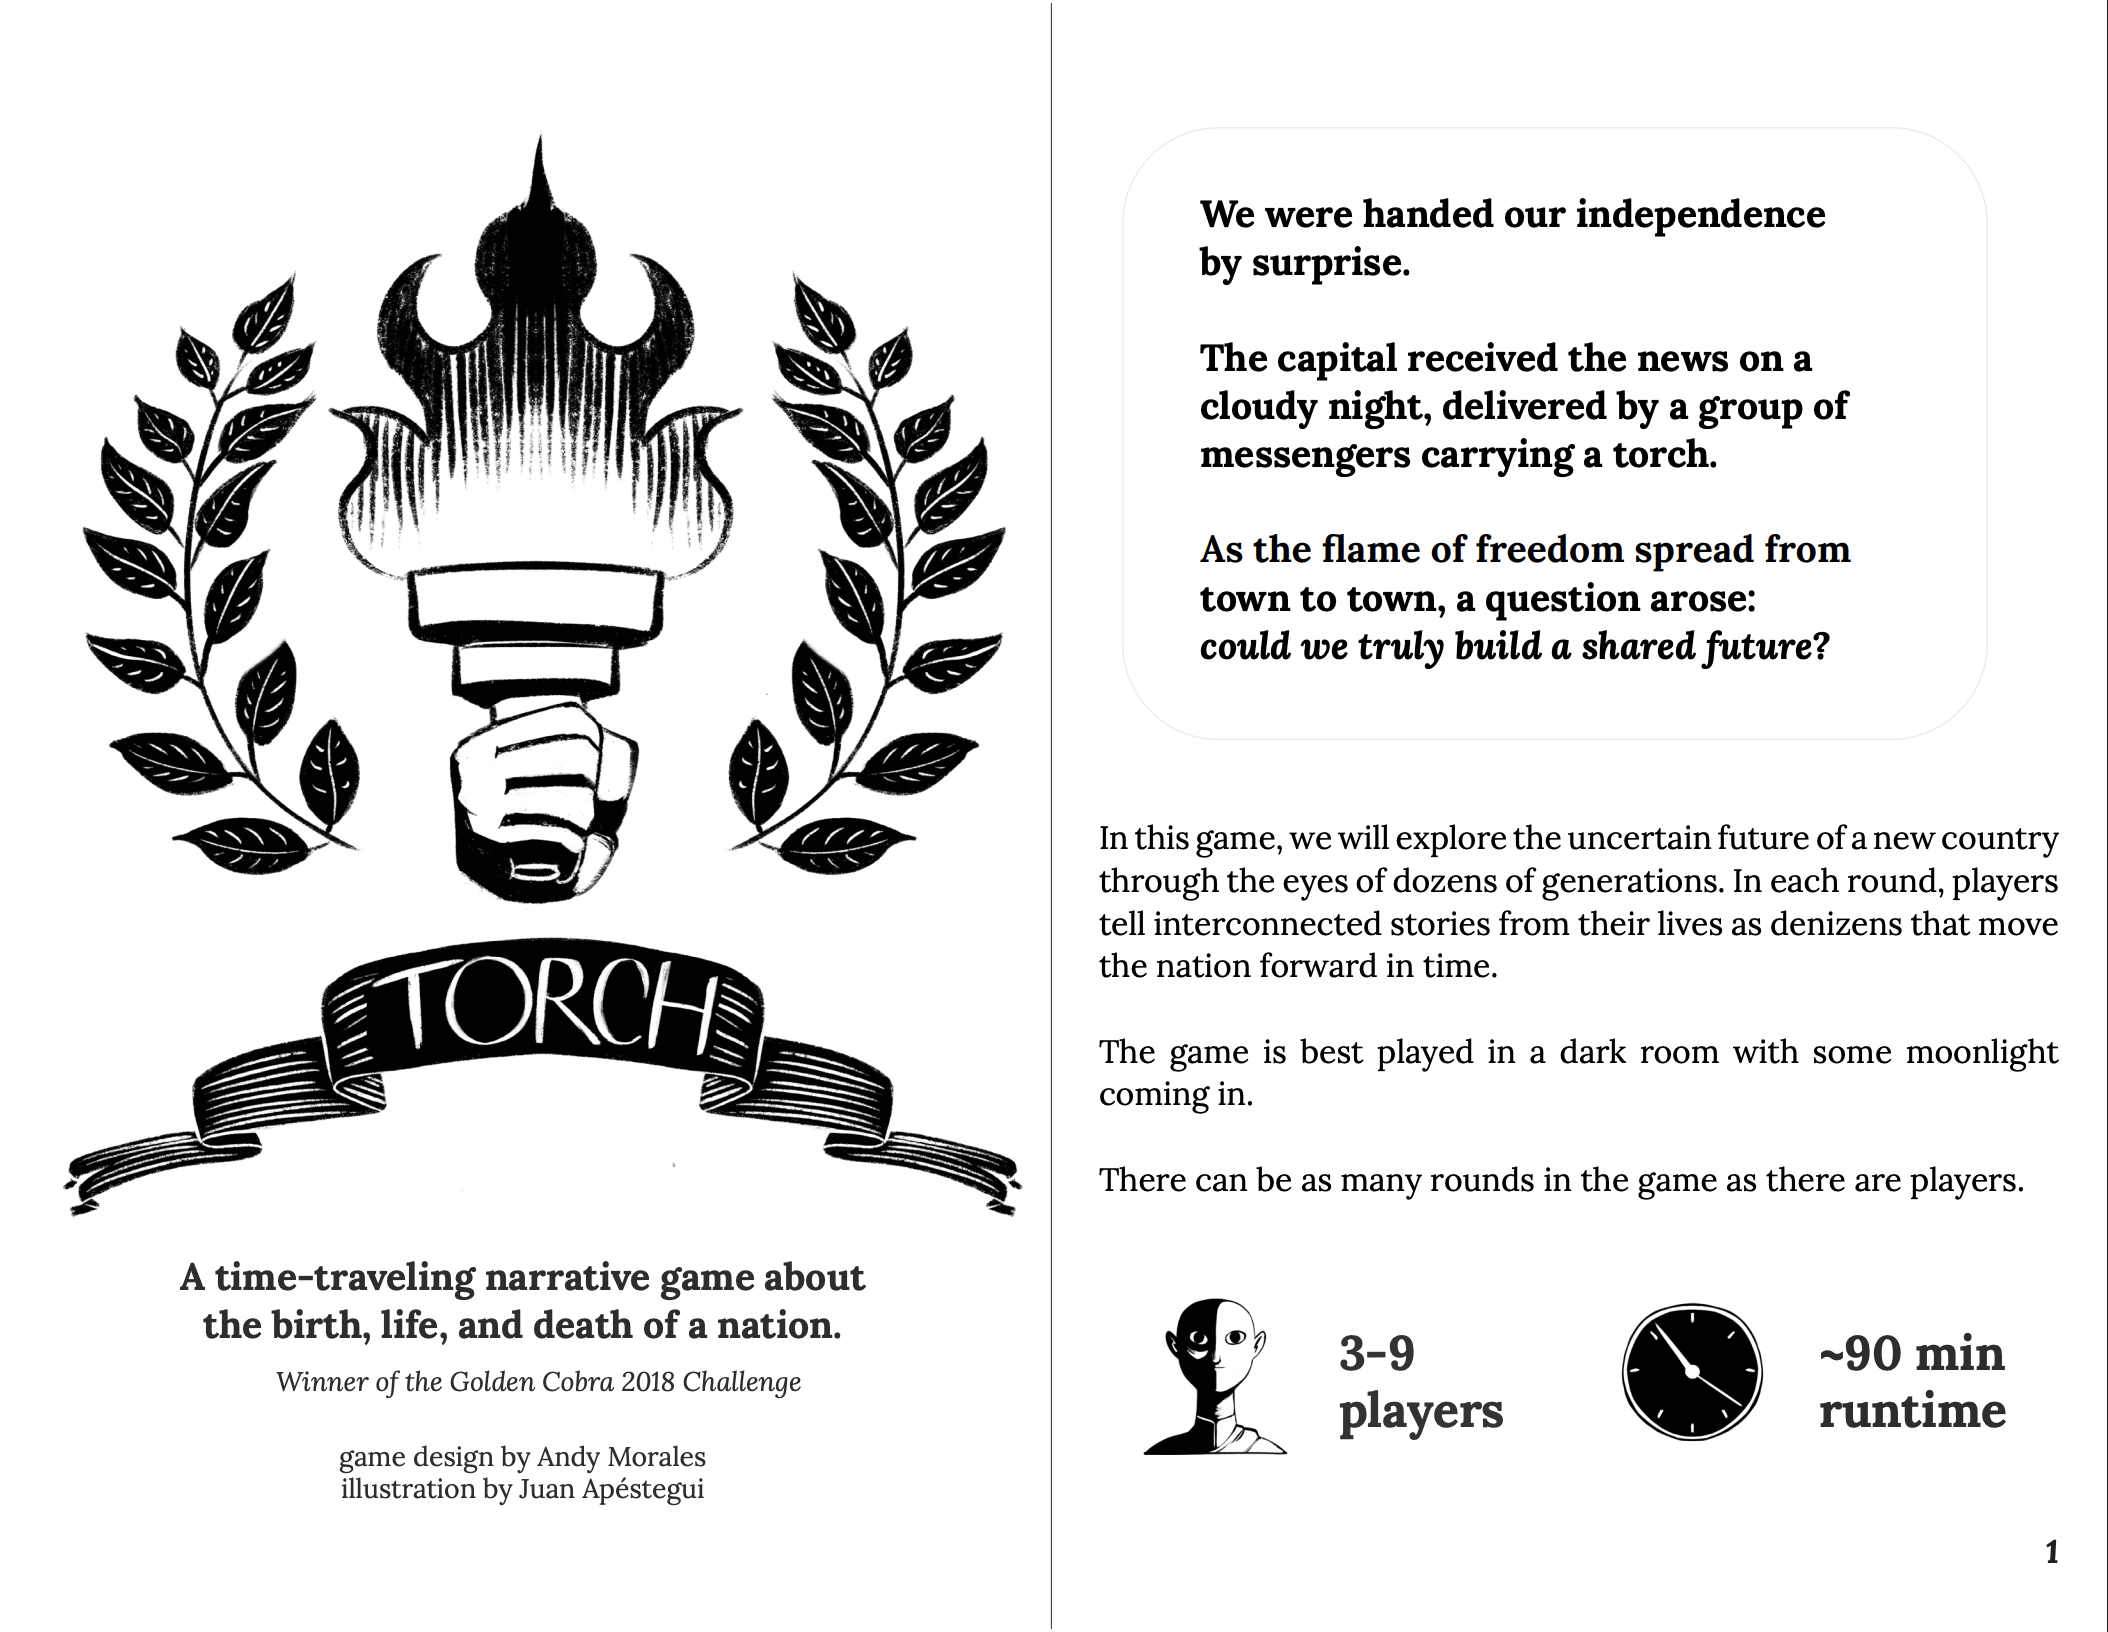 TORCH
A time-traveling narrative game about
the birth, life, and death of a nation.
Winner of the Golden Cobra 2018 Challenge
game design by Andy Morales
illustration by Juan Apéstegui
We were handed our independence
by surprise.
The capital received the news on a
cloudy night, delivered by a group of
messengers carrying a torch.
As the flame of freedom spread from
town to town, a question arose:
could we truly build a shared future?
In this game, we will explore the uncertain future of a new country
through the eyes of dozens of generations. In each round, players
tell interconnected stories from their lives as denizens that move
the nation forward in time.
The game is best played in a dark room with some moonlight
coming in.
There can be as many rounds in the game as there are players.
3-9
players
~90 min
runtime
1